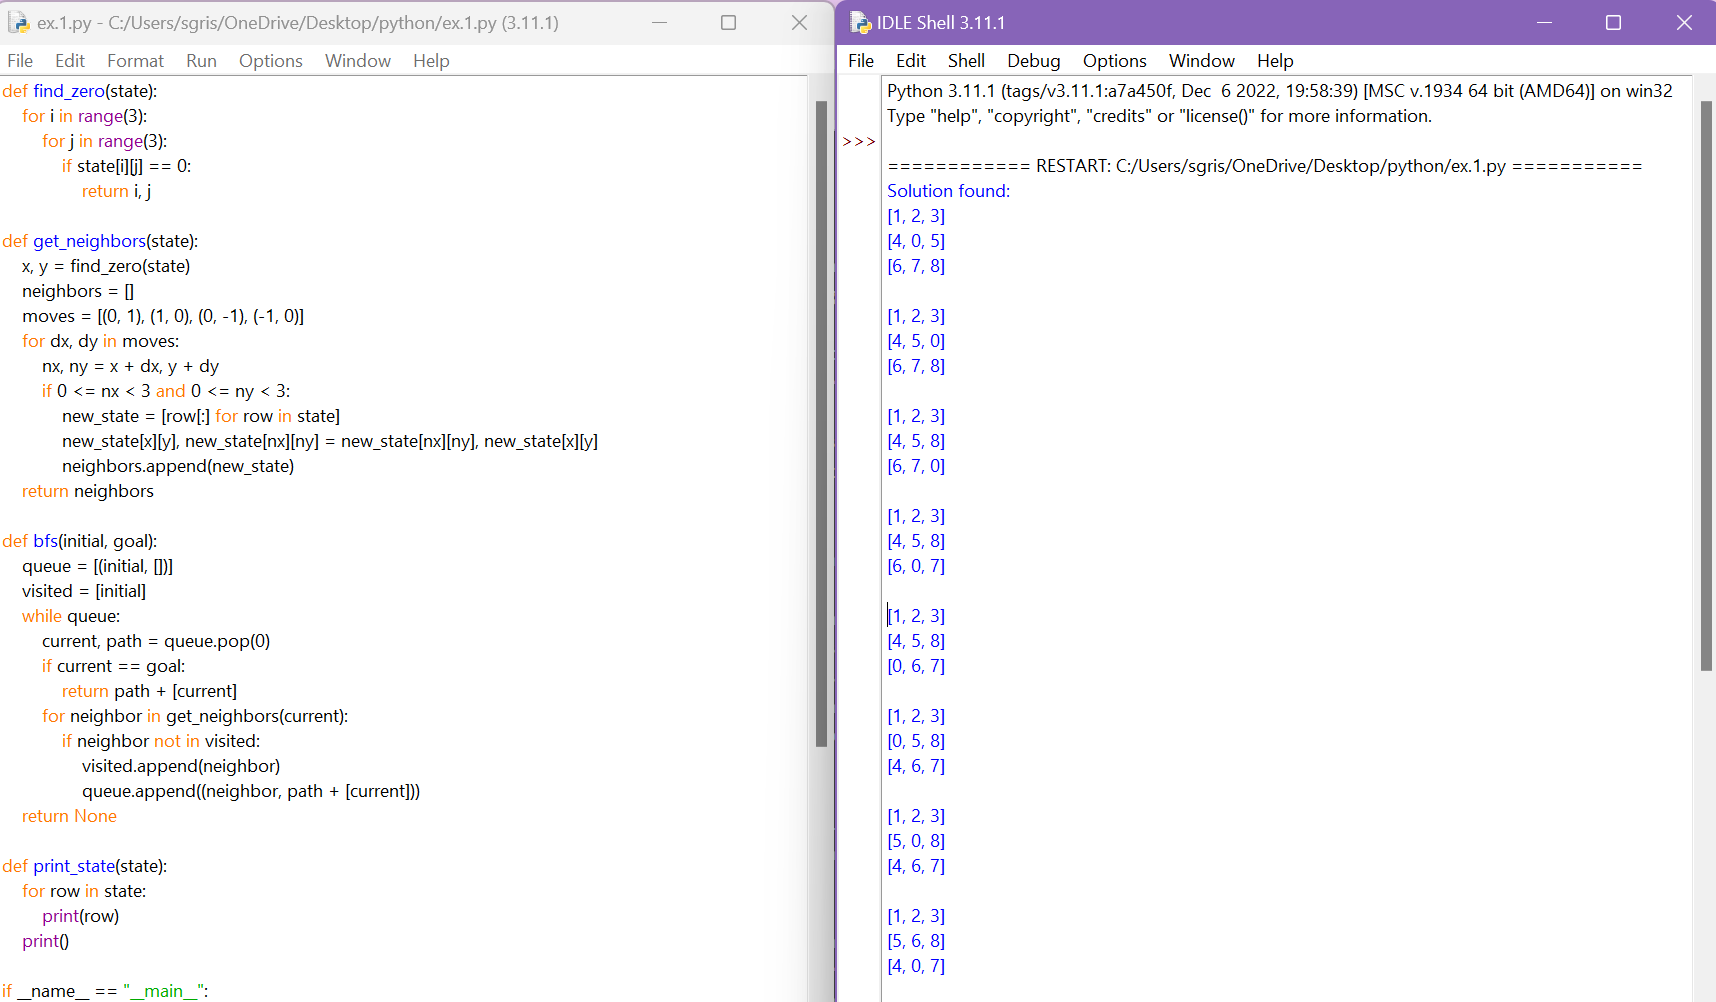 ex.1.py - C:/Users/sgris/OneDrive/Desktop/python/ex.1.py (3.11.1)
File Edit Format Run Options Window Help
def find_zero(state):
    for i in range(3):
        for j in range(3):
            if state[i][j] == 0:
                return i, j

def get_neighbors(state):
    x, y = find_zero(state)
    neighbors = []
    moves = [(0, 1), (1, 0), (0, -1), (-1, 0)]
    for dx, dy in moves:
        nx, ny = x + dx, y + dy
        if 0 <= nx < 3 and 0 <= ny < 3:
            new_state = [row[:] for row in state]
            new_state[x][y], new_state[nx][ny] = new_state[nx][ny], new_state[x][y]
            neighbors.append(new_state)
    return neighbors

def bfs(initial, goal):
    queue = [(initial, [])]
    visited = [initial]
    while queue:
        current, path = queue.pop(0)
        if current == goal:
            return path + [current]
        for neighbor in get_neighbors(current):
            if neighbor not in visited:
                visited.append(neighbor)
                queue.append((neighbor, path + [current]))
    return None

def print_state(state):
    for row in state:
        print(row)
    print()

if __name__ == "__main__":
IDLE Shell 3.11.1
File Edit Shell Debug Options Window Help
Python 3.11.1 (tags/v3.11.1:a7a450f, Dec  6 2022, 19:58:39) [MSC v.1934 64 bit (AMD64)] on win32
Type "help", "copyright", "credits" or "license()" for more information.
>>>
============ RESTART: C:/Users/sgris/OneDrive/Desktop/python/ex.1.py ===========
Solution found:
[1, 2, 3]
[4, 0, 5]
[6, 7, 8]

[1, 2, 3]
[4, 5, 0]
[6, 7, 8]

[1, 2, 3]
[4, 5, 8]
[6, 7, 0]

[1, 2, 3]
[4, 5, 8]
[6, 0, 7]

[1, 2, 3]
[4, 5, 8]
[0, 6, 7]

[1, 2, 3]
[0, 5, 8]
[4, 6, 7]

[1, 2, 3]
[5, 0, 8]
[4, 6, 7]

[1, 2, 3]
[5, 6, 8]
[4, 0, 7]